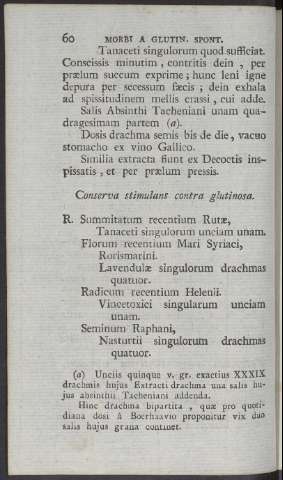 60 MORBI A GLUTIN. SPONT.
Tanaceti singulorum quod sufficiat.
Conscissis minutim, contritis dein, per
prælum succum exprime; hunc leni igne
depura per secessum fæcis; dein exhala
ad spissitudinem mellis crassi, cui adde.
Salis Absinthi Tacheniani unam qua-
dragesimam partem (a).
Dosis drachma semis bis de die, vacuo
stomacho ex vino Gallico.
Similia extracta fiunt ex Decoctis ins-
pissatis, et per prælum pressis.
Conserva stimulans contra glutinosa.
R. Summitatum recentium Rutæ,
Tanaceti singulorum unciam unam.
Florum recentium Mari Syriaci,
Rorismarini.
Lavendulæ singulorum drachmas
quatuor.
Radicum recentium Helenii.
Vincetoxici singularum unciam
unam.
Seminum Raphani,
Nasturtii singulorum drachmas
quatuor.
(a) Unciis quinque v. gr. exactius XXXIX
drachmis hujus Extracti drachma una salis hu-
jus absinthii Tacheniani addenda.
Hinc drachma bipartita, quæ pro quoti-
diana dosi à Boerhaavio proponitur vix duo
salis hujus grana continet.